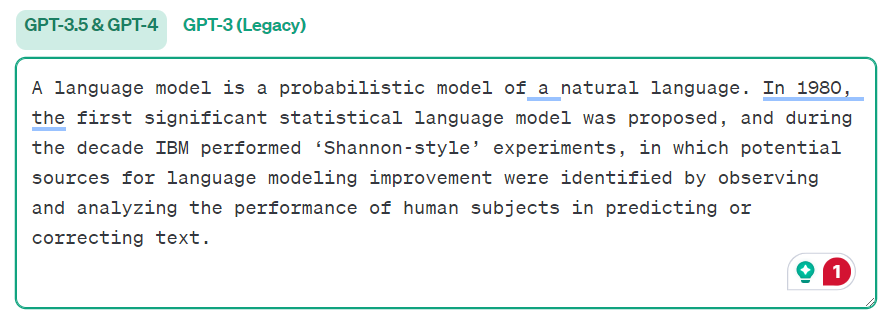 GPT-3.5 & GPT-4 GPT-3 (Legacy)
A language model is a probabilistic model of a natural language. In 1980,
the first significant statistical language model was proposed, and during
the decade IBM performed ‘Shannon-style’ experiments, in which potential
sources for language modeling improvement were identified by observing
and analyzing the performance of human subjects in predicting or
correcting text.
1